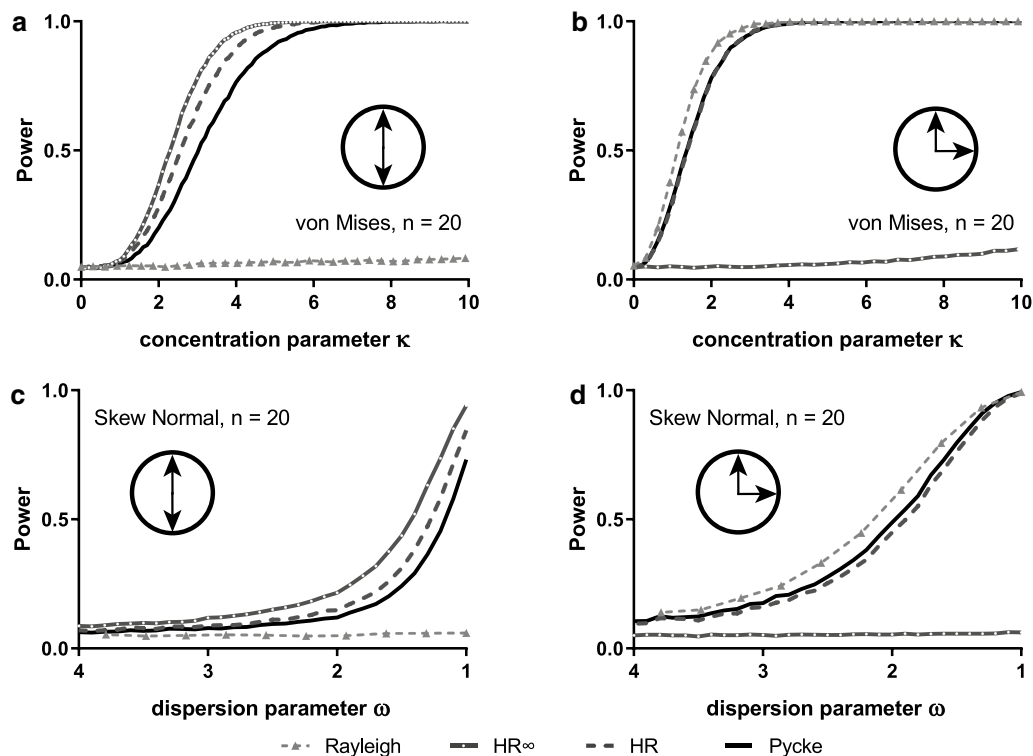 a
1.0
0.5
0.0
Power
von Mises, n = 20
0 2 4 6 8 10
concentration parameter κ
b
1.0
0.5
0.0
Power
von Mises, n = 20
0 2 4 6 8 10
concentration parameter κ
c
1.0
0.5
0.0
Power
Skew Normal, n = 20
4 3 2 1
dispersion parameter ω
d
1.0
0.5
0.0
Power
Skew Normal, n = 20
4 3 2 1
dispersion parameter ω
Rayleigh HR∞ HR Pycke